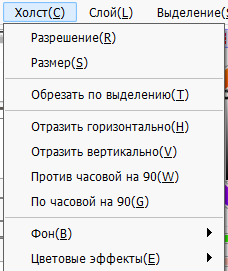 Холст(C) Слой(L) Выделение(S
Разрешение(R)
Размер(S)
Обрезать по выделению(T)
Отразить горизонтально(H)
Отразить вертикально(V)
Против часовой на 90(W)
По часовой на 90(G)
Фон(B)
Цветовые эффекты(E)